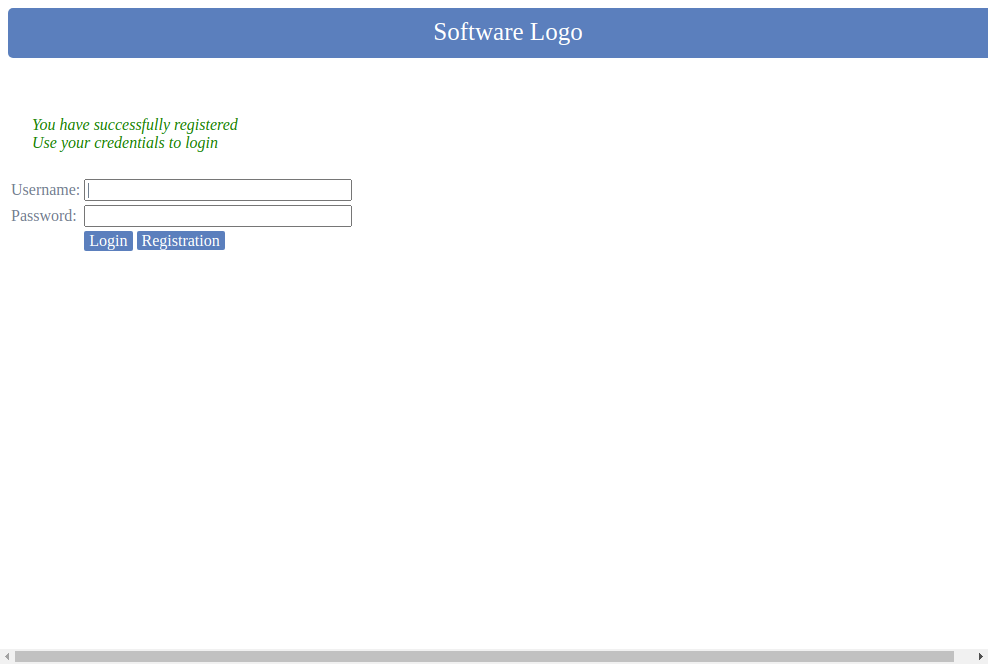 Software Logo
You have successfully registered
Use your credentials to login
Username:
Password:
Login Registration